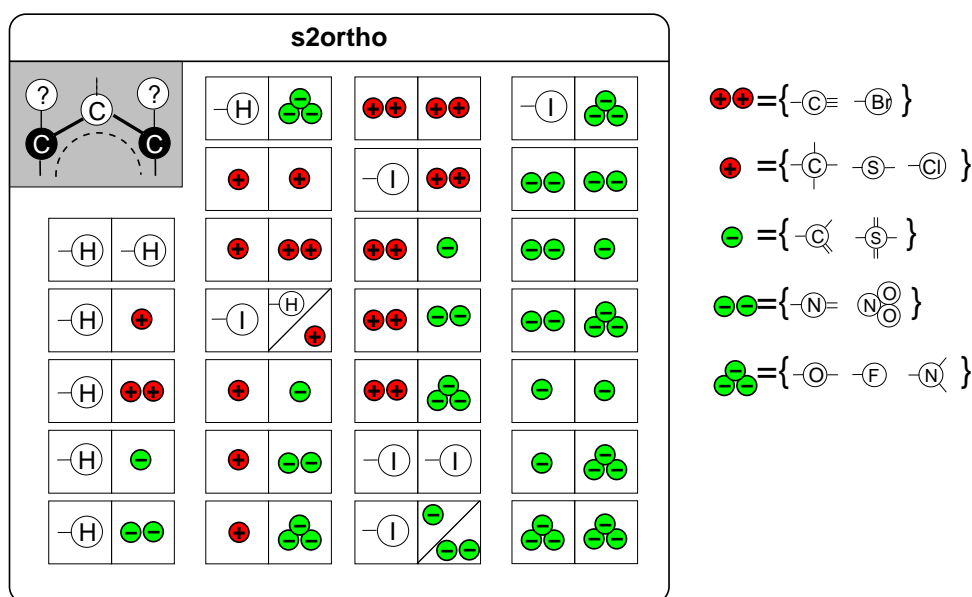 s2ortho
? C ?
C C
–H − − −
+ + + +
–I − − −
+ +
–I + +
− − − −
–H –H
+ + +
+ + −
− − −
–H +
–I –H +
+ + − −
− − − − −
–H + +
+ −
+ + − − −
− −
–H −
+ − −
–I –I
− − − −
–H − −
+ − − −
–I − − −
− − − − − −
+ + ={ –C≡ –Br }
+ ={ –C– –S– –Cl }
− ={ –C –S– }
− − ={ –N= N O O }
− − − ={ –O– –F –N }